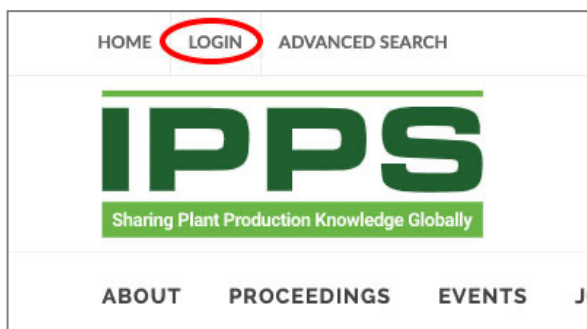 HOME LOGIN ADVANCED SEARCH
IPPS
Sharing Plant Production Knowledge Globally
ABOUT PROCEEDINGS EVENTS